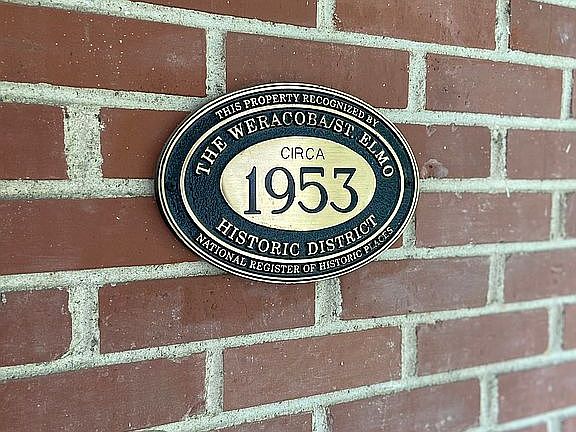 THIS PROPERTY RECOGNIZED BY
THE WERACOBA/ST. ELMO
CIRCA
1953
HISTORIC DISTRICT
NATIONAL REGISTER OF HISTORIC PLACES